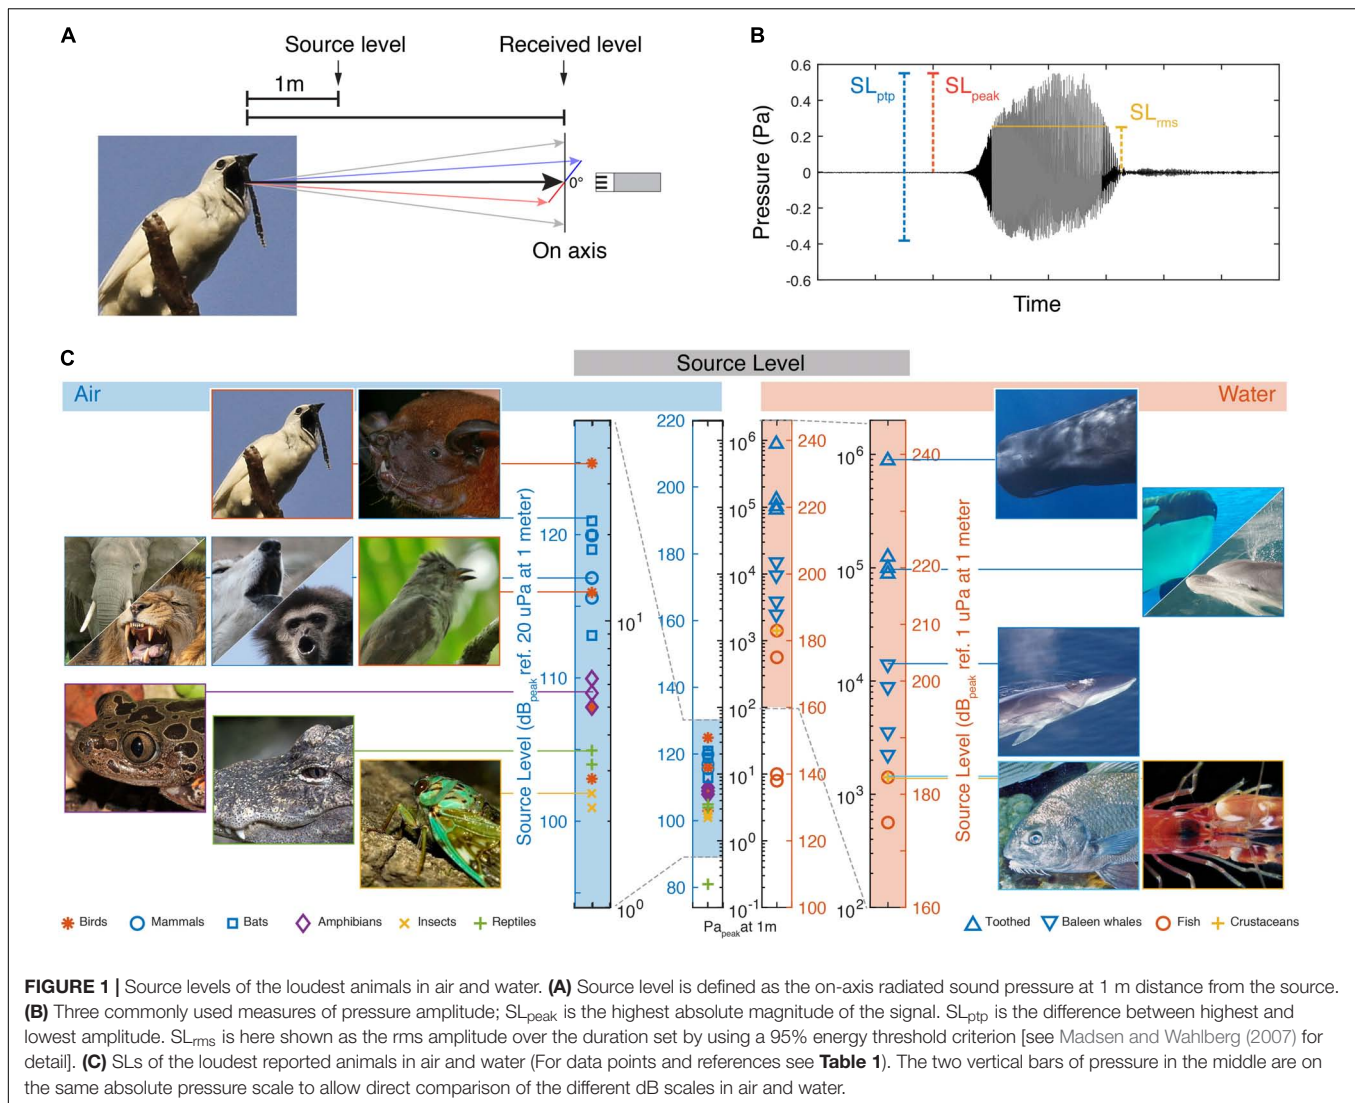 A
Source level
Received level
1m
0°
On axis
B
0.6
0.4
0.2
0
-0.2
-0.4
-0.6
Pressure (Pa)
SLptp
SLpeak
SLrms
Time
C
Source Level
Air
Water
Source Level (dBpeak ref. 20 uPa at 1 meter)
120
110
100
10¹
10⁰
220
200
180
160
140
120
100
80
10⁶
10⁵
10⁴
10³
10²
10¹
10⁰
10⁻¹
Papeak at 1m
240
220
200
180
160
140
120
100
10⁶
10⁵
10⁴
10³
10²
240
220
210
200
190
180
160
Source Level (dBpeak ref. 1 uPa at 1 meter)
Birds
Mammals
Bats
Amphibians
Insects
Reptiles
Toothed
Baleen whales
Fish
Crustaceans
FIGURE 1 | Source levels of the loudest animals in air and water. (A) Source level is defined as the on-axis radiated sound pressure at 1 m distance from the source.
(B) Three commonly used measures of pressure amplitude; SLpeak is the highest absolute magnitude of the signal. SLptp is the difference between highest and
lowest amplitude. SLrms is here shown as the rms amplitude over the duration set by using a 95% energy threshold criterion [see Madsen and Wahlberg (2007) for
detail]. (C) SLs of the loudest reported animals in air and water (For data points and references see Table 1). The two vertical bars of pressure in the middle are on
the same absolute pressure scale to allow direct comparison of the different dB scales in air and water.